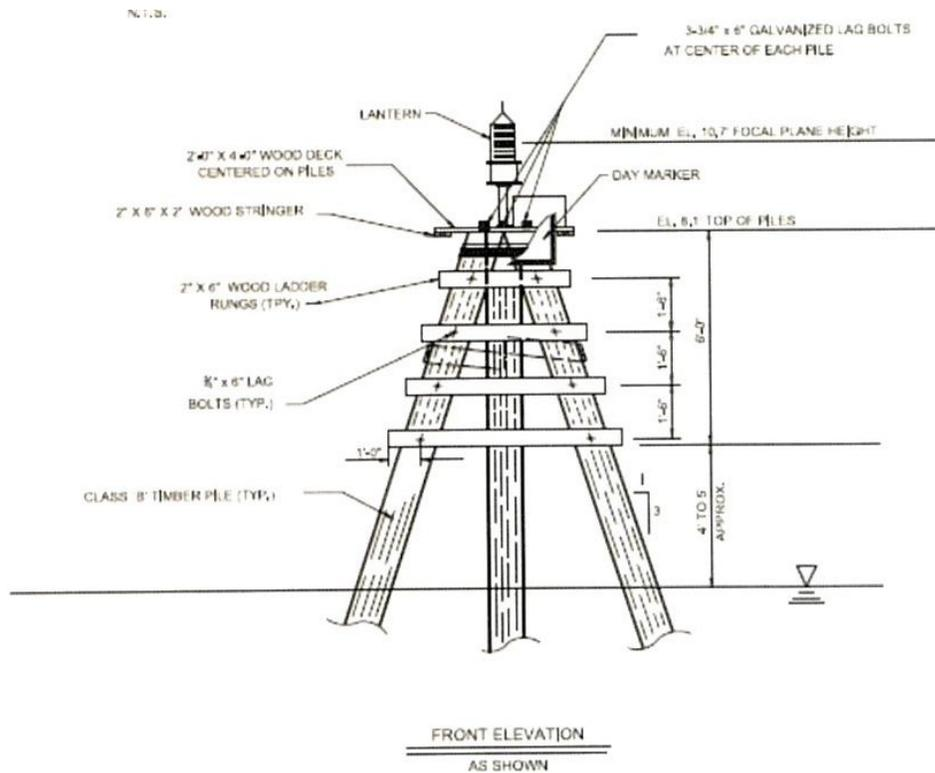 N.T.S.
3-3/4" x 6" GALVANIZED LAG BOLTS
AT CENTER OF EACH PILE
LANTERN
MINIMUM EL. 10.7' FOCAL PLANE HEIGHT
2'-0" X 4'-0" WOOD DECK
CENTERED ON PILES
DAY MARKER
2" X 6" X 2" WOOD STRINGER
EL. 8.1 TOP OF PILES
2" X 6" WOOD LADDER
RUNGS (TPY.)
1'-6"
6'-0"
1'-6"
1'-6"
x 6" LAG
BOLTS (TYP.)
1'-0"
CLASS 'B' TIMBER PILE (TYP.)
1
3
4' TO 5
APPROX.
FRONT ELEVATION
AS SHOWN